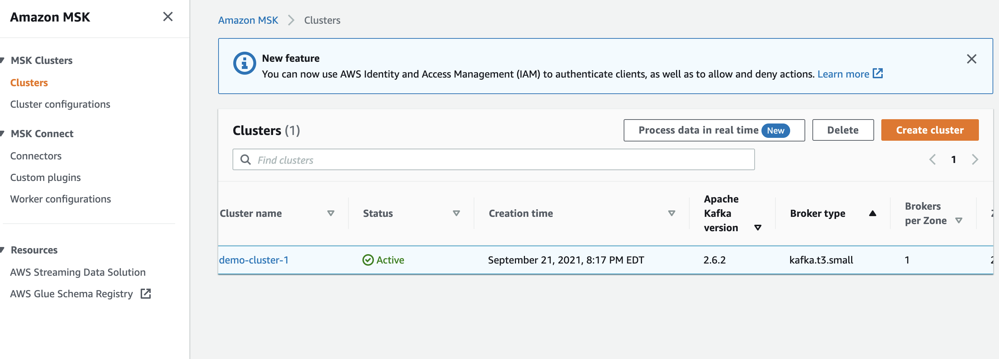 Amazon MSK
MSK Clusters
Clusters
Cluster configurations
MSK Connect
Connectors
Custom plugins
Worker configurations
Resources
AWS Streaming Data Solution
AWS Glue Schema Registry
Amazon MSK > Clusters
New feature
You can now use AWS Identity and Access Management (IAM) to authenticate clients, as well as to allow and deny actions. Learn more
Clusters (1)
Process data in real time New
Delete
Create cluster
Find clusters
1
Cluster name
Status
Creation time
Apache
Kafka
version
Broker type
Brokers
per Zone
demo-cluster-1
Active
September 21, 2021, 8:17 PM EDT
2.6.2
kafka.t3.small
1